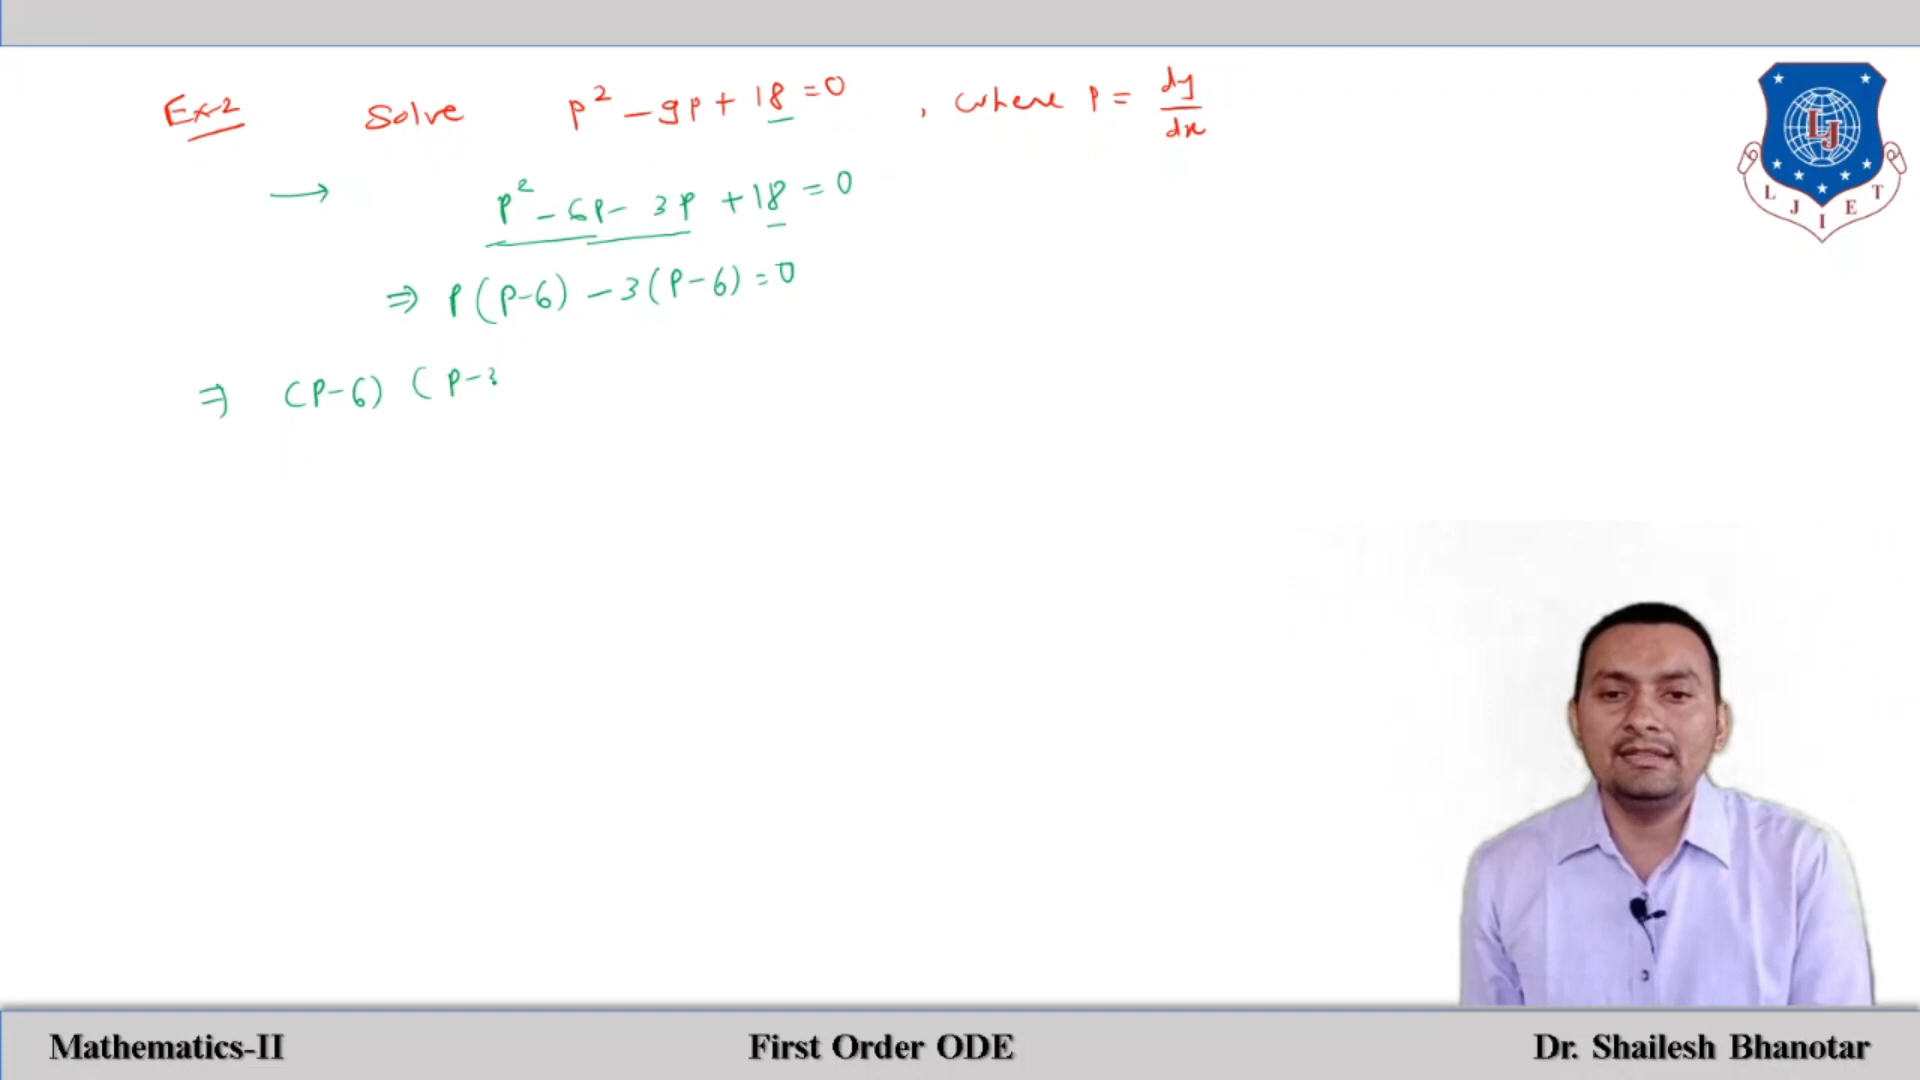 Ex-2 Solve p² - 9p + 18 = 0 , where p = dy/dx
→ p² - 6p - 3p + 18 = 0
⇒ p(p-6) - 3(p-6) = 0
⇒ (p-6) (p-3
LJ
L J I E T
Mathematics-II First Order ODE Dr. Shailesh Bhanotar